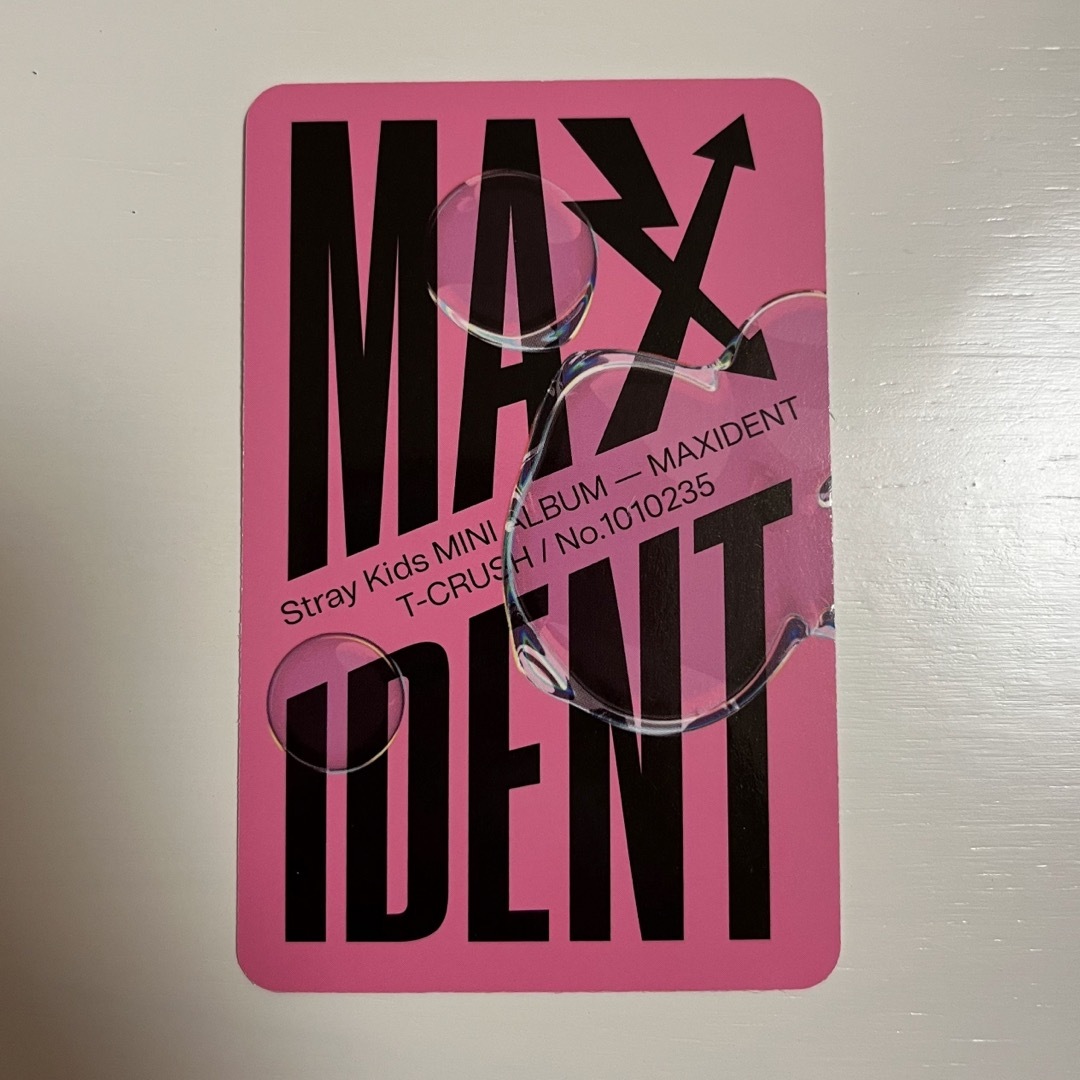 MAX
Stray Kids MINI ALBUM — MAXIDENT
T-CRUSH / No.1010235
IDENT